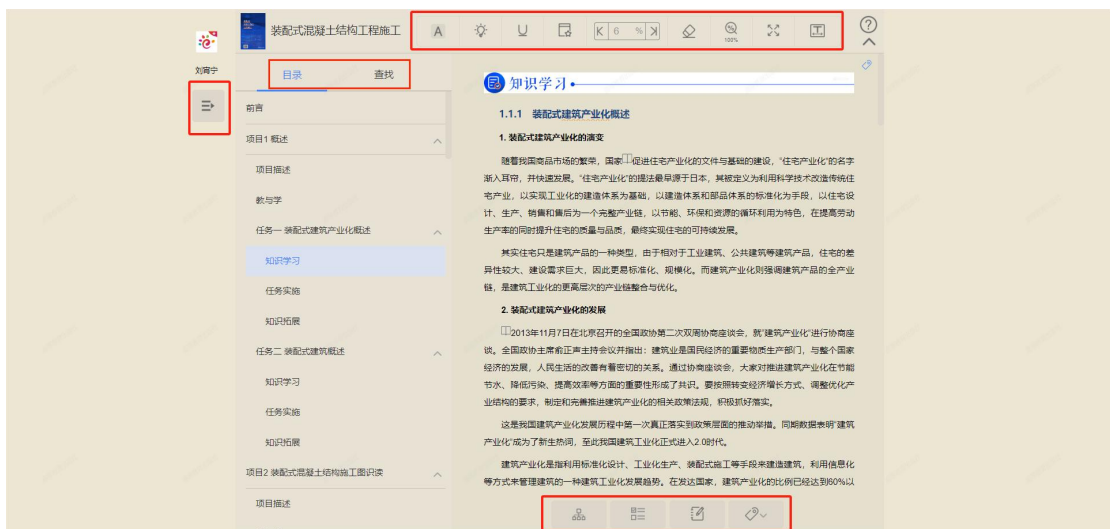 装配式混凝土结构工程施工
A
U
K 6 % K
100%
?
刘宵宁
目录 查找
前言
项目1 概述
项目描述
教与学
任务一 装配式建筑产业化概述
知识学习
任务实施
知识拓展
任务二 装配式建筑概述
知识学习
任务实施
知识拓展
项目2 装配式混凝土结构施工图识读
项目描述
知识学习
1.1.1 装配式建筑产业化概述
1. 装配式建筑产业化的演变
随着我国商品市场的繁荣，国家促进住宅产业化的文件与基础的建设，“住宅产业化”的名字
渐入耳帘，并快速发展。“住宅产业化”的提法最早源于日本，其被定义为利用科学技术改造传统住
宅产业，以实现工业化的建造体系为基础，以建造体系和部品体系的标准化为手段，以住宅设
计、生产、销售和售后为一个完整产业链，以节能、环保和资源的循环利用为特色，在提高劳动
生产率的同时提升住宅的质量与品质，最终实现住宅的可持续发展。
其实住宅只是建筑产品的一种类型，由于相对于工业建筑、公共建筑等建筑产品，住宅的差
异性较大、建设需求巨大，因此更易标准化、规模化。而建筑产业化则强调建筑产品的全产业
链，是建筑工业化的更高层次的产业链整合与优化。
2. 装配式建筑产业化的发展
2013年11月7日在北京召开的全国政协第二次双周协商座谈会，就“建筑产业化”进行协商座
谈。全国政协主席俞正声主持会议并指出：建筑业是国民经济的重要物质生产部门，与整个国家
经济的发展，人民生活的改善有着密切的关系。通过协商座谈会，大家对推进建筑产业化在节能
节水、降低污染、提高效率等方面的重要性形成了共识。要按照转变经济增长方式、调整优化产
业结构的要求，制定和完善推进建筑产业化的相关政策法规，积极抓好落实。
这是我国建筑产业化发展历程中第一次真正落实到政策层面的推动举措。同期数据表明“建筑
产业化”成为了新生热词，至此我国建筑工业化正式进入2.0时代。
建筑产业化是指利用标准化设计、工业化生产、装配式施工等手段来建造建筑，利用信息化
等方式来管理建筑的一种建筑工业化发展趋势。在发达国家，建筑产业化的比例已经达到60%以